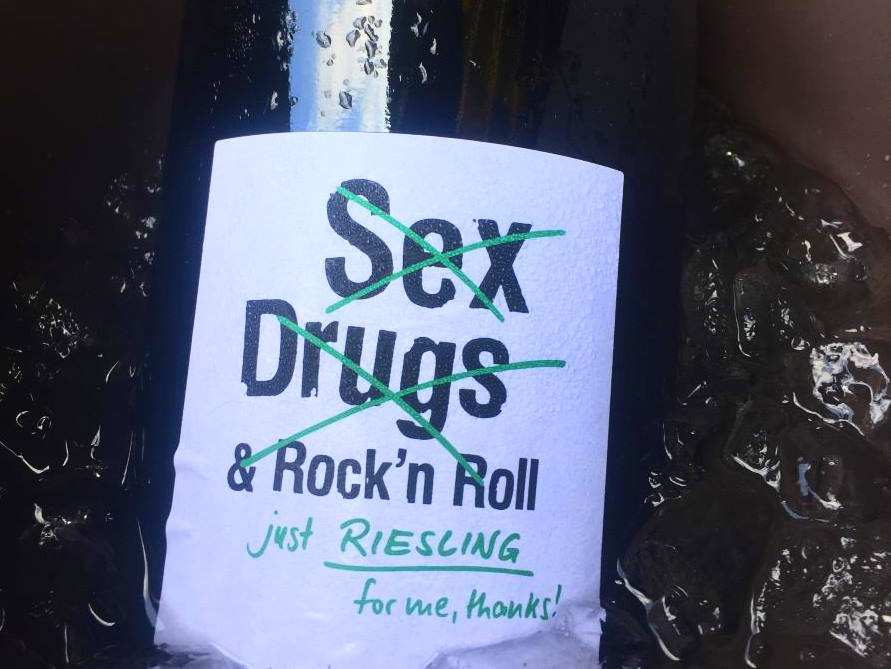 Sex
Drugs
& Rock'n Roll
just RIESLING
for me, thanks!